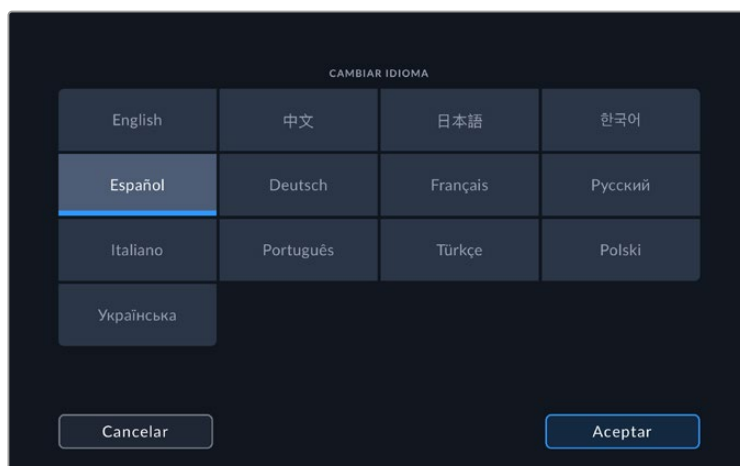 CAMBIAR IDIOMA
English 中文 日本語 한국어
Español Deutsch Français Русский
Italiano Português Türkçe Polski
Українська
Cancelar Aceptar